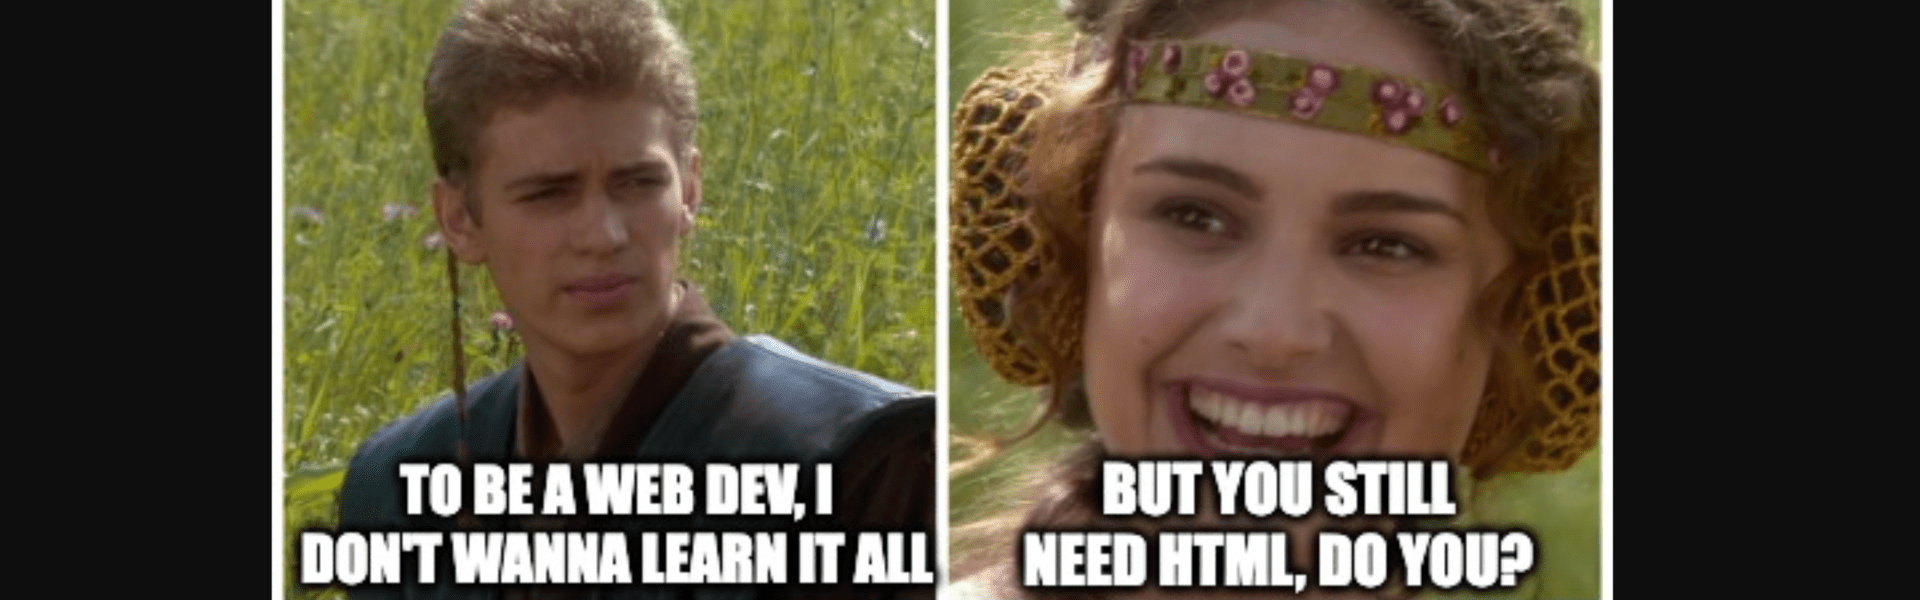 TO BE A WEB DEV, I
DON'T WANNA LEARN IT ALL
BUT YOU STILL
NEED HTML, DO YOU?